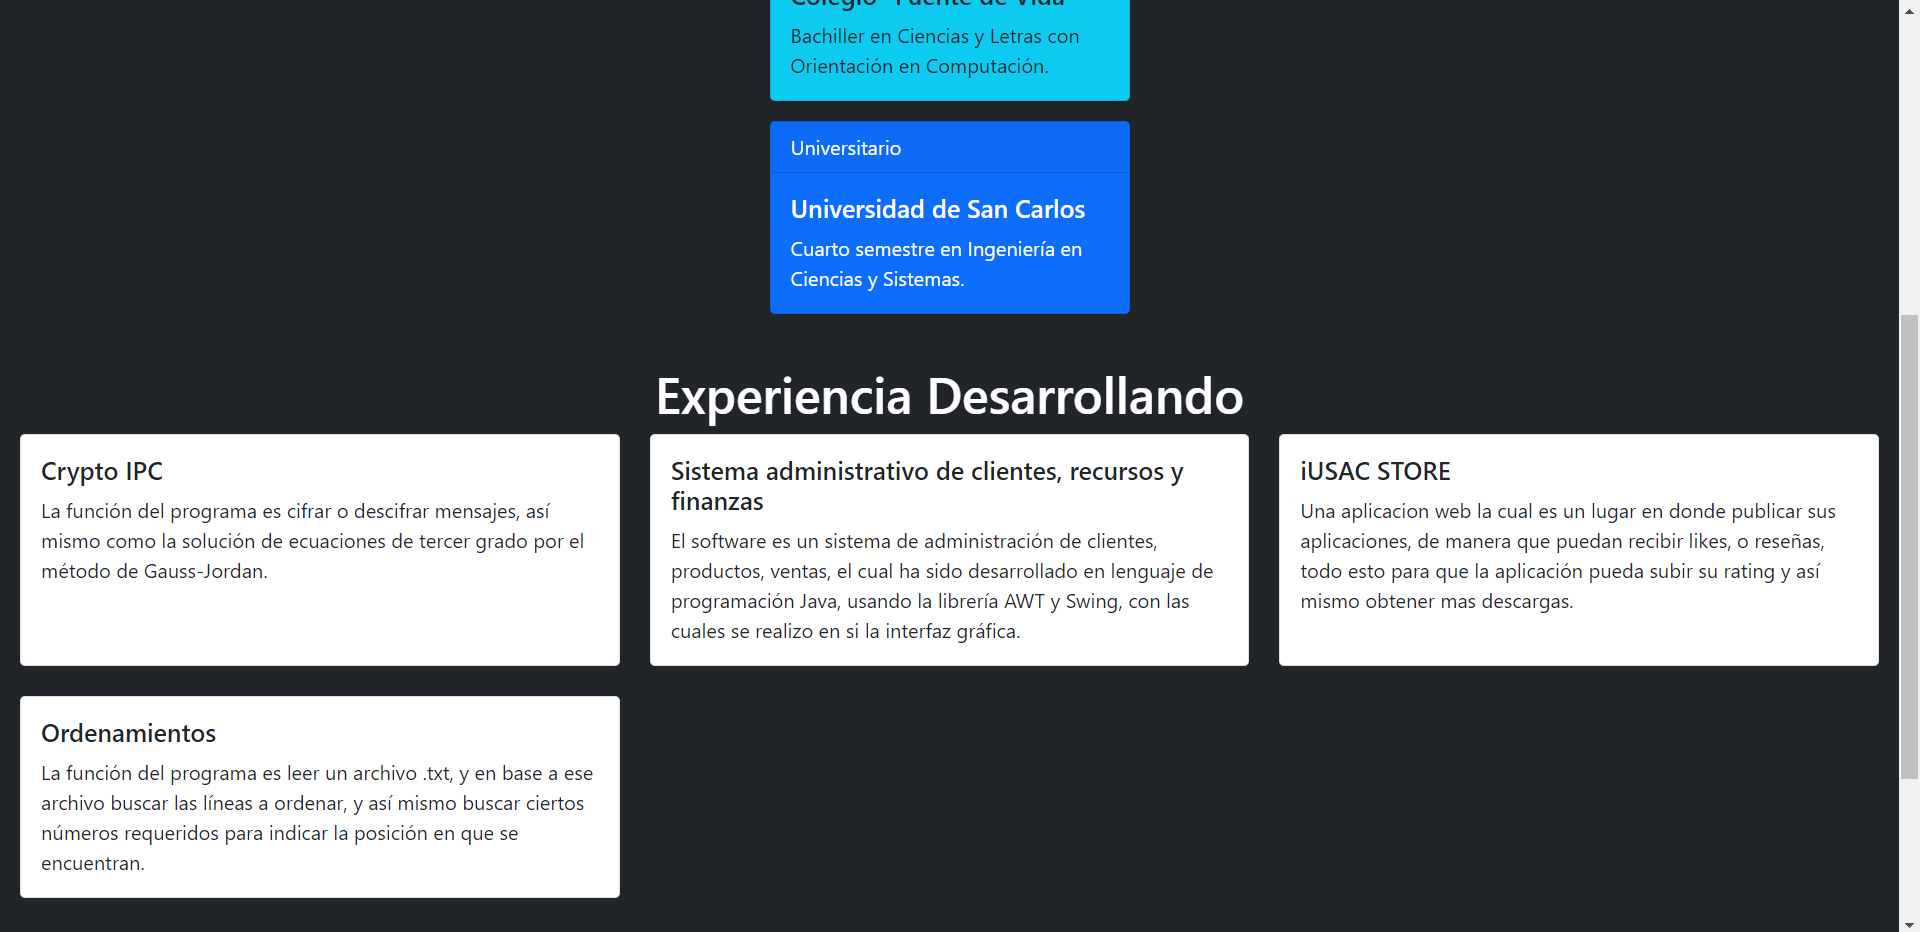 Colegio "Fuente de Vida"
Bachiller en Ciencias y Letras con
Orientación en Computación.
Universitario
Universidad de San Carlos
Cuarto semestre en Ingeniería en
Ciencias y Sistemas.
Experiencia Desarrollando
Crypto IPC
La función del programa es cifrar o descifrar mensajes, así
mismo como la solución de ecuaciones de tercer grado por el
método de Gauss-Jordan.
Sistema administrativo de clientes, recursos y
finanzas
El software es un sistema de administración de clientes,
productos, ventas, el cual ha sido desarrollado en lenguaje de
programación Java, usando la librería AWT y Swing, con las
cuales se realizo en si la interfaz gráfica.
iUSAC STORE
Una aplicacion web la cual es un lugar en donde publicar sus
aplicaciones, de manera que puedan recibir likes, o reseñas,
todo esto para que la aplicación pueda subir su rating y así
mismo obtener mas descargas.
Ordenamientos
La función del programa es leer un archivo .txt, y en base a ese
archivo buscar las líneas a ordenar, y así mismo buscar ciertos
números requeridos para indicar la posición en que se
encuentran.